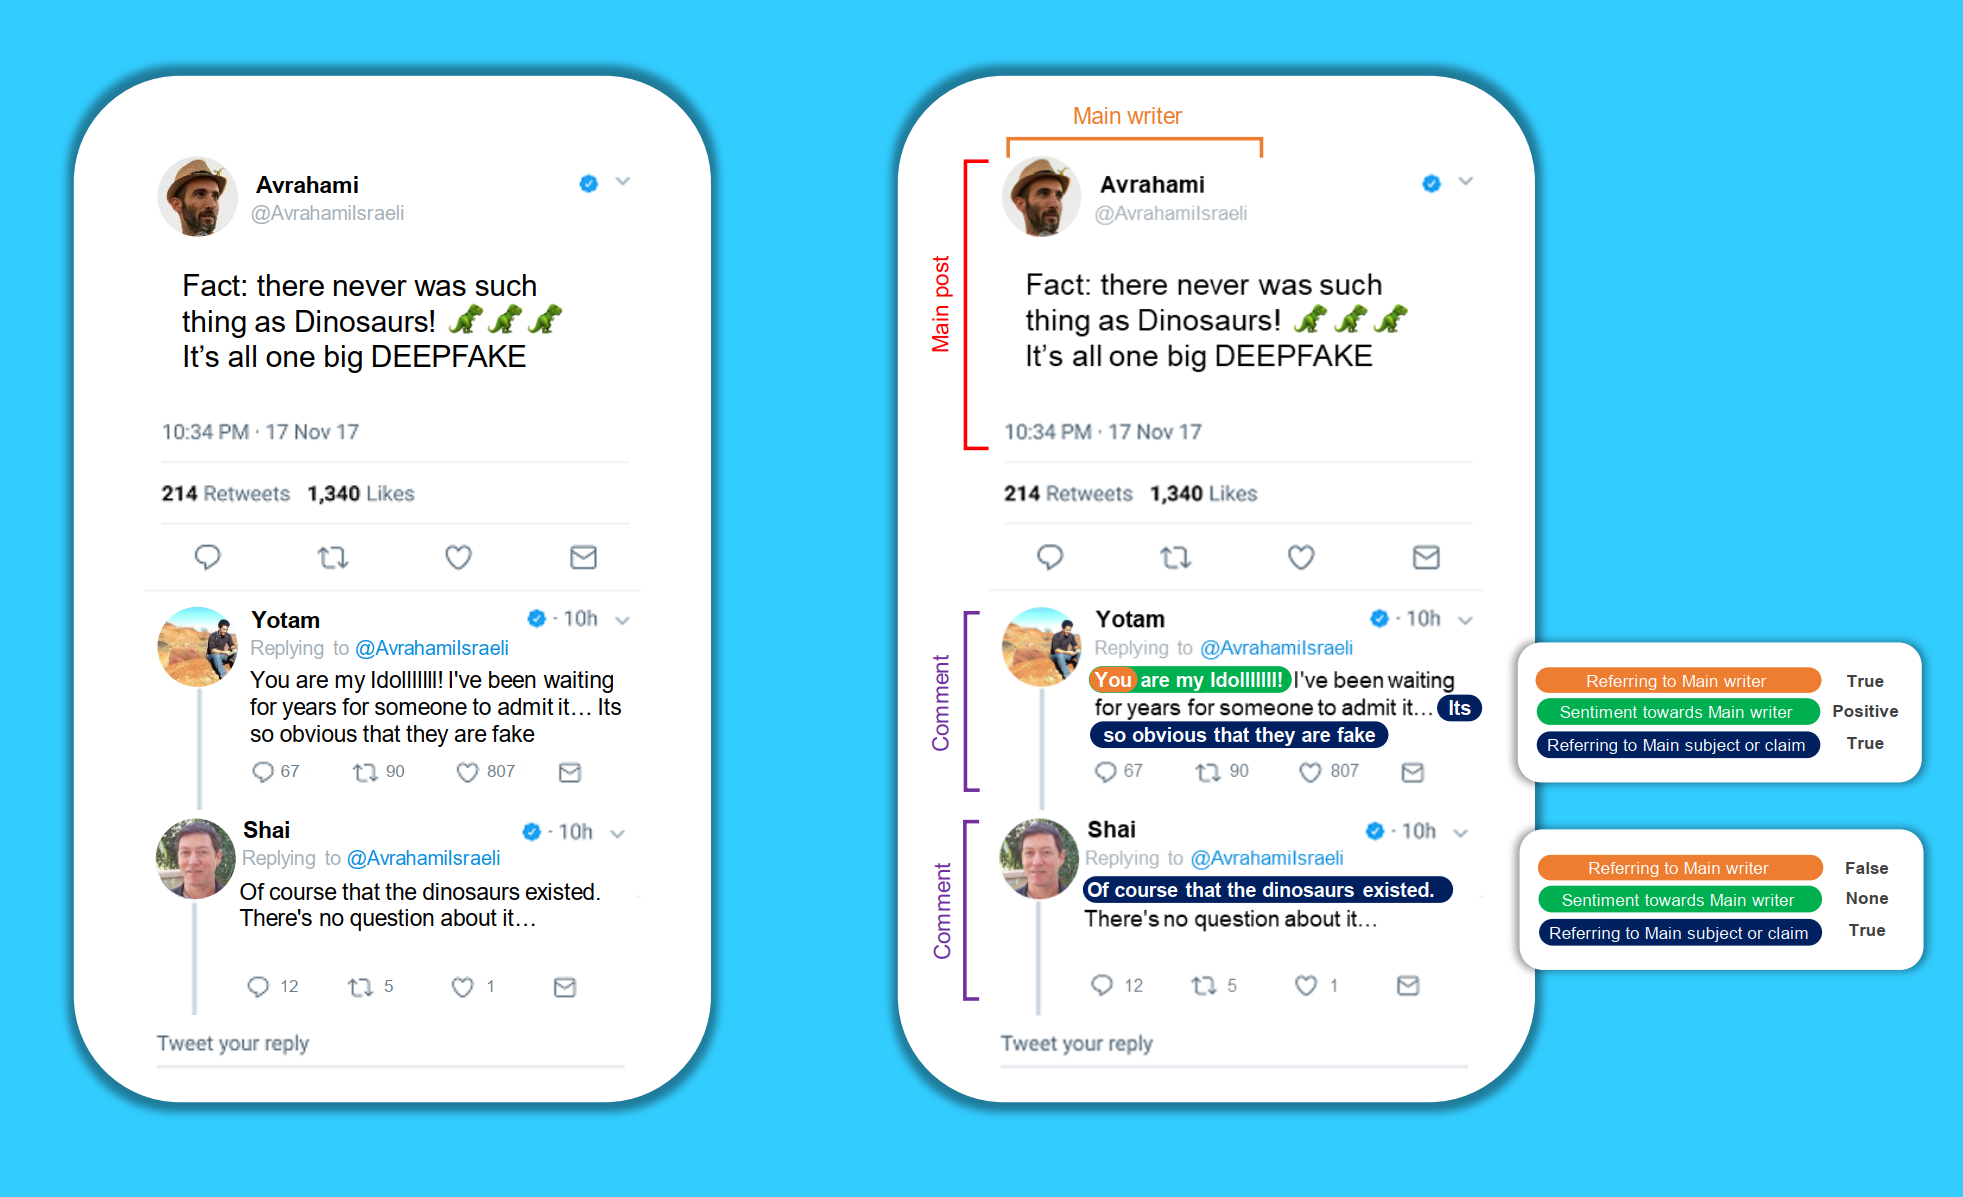 Avrahami
@AvrahamiIsraeli
Fact: there never was such
thing as Dinosaurs! 🦖🦖🦖
It's all one big DEEPFAKE
10:34 PM · 17 Nov 17
214 Retweets 1,340 Likes
Yotam
· 10h
Replying to @AvrahamiIsraeli
You are my Idolllllll! I've been waiting
for years for someone to admit it… Its
so obvious that they are fake
67 90 807
Shai
· 10h
Replying to @AvrahamiIsraeli
Of course that the dinosaurs existed.
There's no question about it…
12 5 1
Tweet your reply
Main writer
Main post
Avrahami
@AvrahamiIsraeli
Fact: there never was such
thing as Dinosaurs! 🦖🦖🦖
It's all one big DEEPFAKE
10:34 PM · 17 Nov 17
214 Retweets 1,340 Likes
Comment
Yotam
· 10h
Replying to @AvrahamiIsraeli
You are my Idolllllll! I've been waiting
for years for someone to admit it… Its
so obvious that they are fake
67 90 807
Referring to Main writer True
Sentiment towards Main writer Positive
Referring to Main subject or claim True
Comment
Shai
· 10h
Replying to @AvrahamiIsraeli
Of course that the dinosaurs existed.
There's no question about it…
12 5 1
Referring to Main writer False
Sentiment towards Main writer None
Referring to Main subject or claim True
Tweet your reply